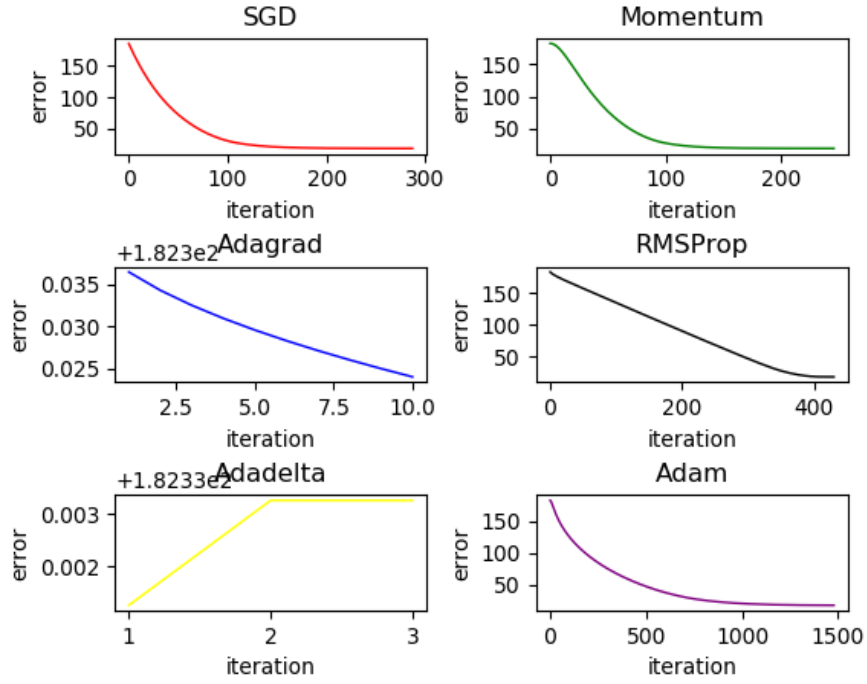 SGD
150
100
50
error
0 100 200 300
iteration
Momentum
150
100
50
error
0 100 200
iteration
+1.823e2
Adagrad
0.035
0.030
0.025
error
2.5 5.0 7.5 10.0
iteration
RMSProp
150
100
50
error
0 200 400
iteration
+1.8233e2
Adadelta
0.003
0.002
error
1 2 3
iteration
Adam
150
100
50
error
0 500 1000 1500
iteration